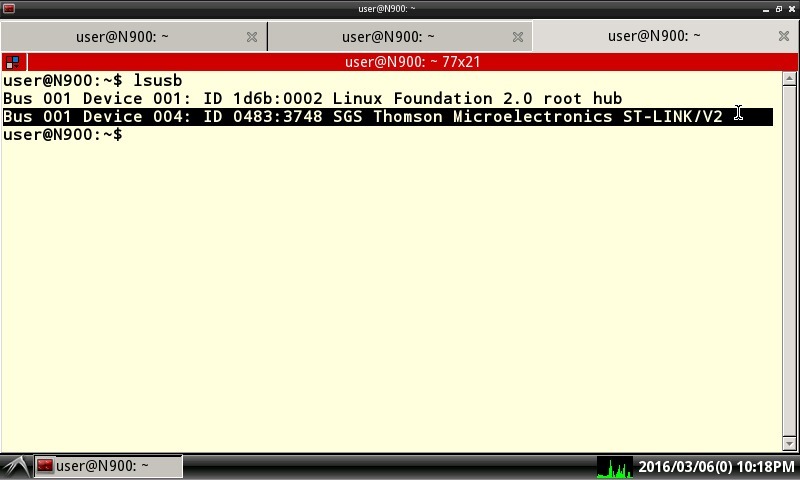 user@N900: ~
user@N900: ~ user@N900: ~ user@N900: ~
user@N900: ~ 77x21
user@N900:~$ lsusb
Bus 001 Device 001: ID 1d6b:0002 Linux Foundation 2.0 root hub
Bus 001 Device 004: ID 0483:3748 SGS Thomson Microelectronics ST-LINK/V2
user@N900:~$
user@N900: ~ 2016/03/06(0) 10:18PM